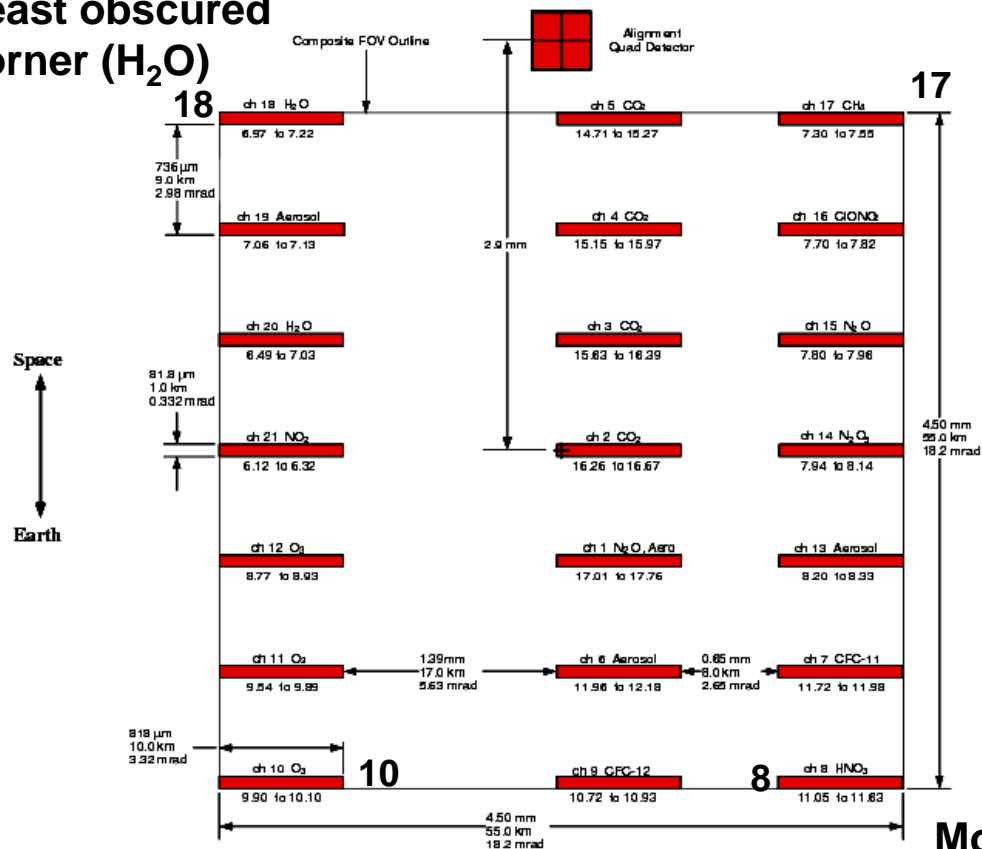 east obscured
orner (H₂O)
Composite FOV Outline
Alignment
Quad Detector
18
17
ch 18 H₂O
6.97 to 7.22
ch 5 CO₂
14.71 to 15.27
ch 17 CH₄
7.30 to 7.55
736 μm
9.0 km
2.98 mrad
ch 19 Aerosol
7.06 to 7.13
ch 4 CO₂
15.15 to 15.97
ch 16 ClONO₂
7.70 to 7.82
2.9 mm
ch 20 H₂O
6.49 to 7.03
ch 3 CO₂
15.63 to 16.39
ch 15 N₂O
7.80 to 7.96
Space
Earth
81.8 μm
1.0 km
0.332 mrad
ch 21 NO₂
6.12 to 6.32
ch 2 CO₂
16.26 to 16.67
ch 14 N₂O₅
7.94 to 8.14
4.50 mm
55.0 km
18.2 mrad
ch 12 O₃
8.77 to 8.93
ch 1 N₂O, Aero
17.01 to 17.76
ch 13 Aerosol
8.20 to 8.33
ch 11 O₃
9.54 to 9.89
1.39 mm
17.0 km
5.63 mrad
ch 6 Aerosol
11.96 to 12.18
0.65 mm
8.0 km
2.65 mrad
ch 7 CFC-11
11.72 to 11.98
818 μm
10.0 km
3.32 mrad
ch 10 O₃
9.90 to 10.10
10
ch 9 CFC-12
10.72 to 10.93
8
ch 8 HNO₃
11.05 to 11.63
4.50 mm
55.0 km
18.2 mrad
Mo